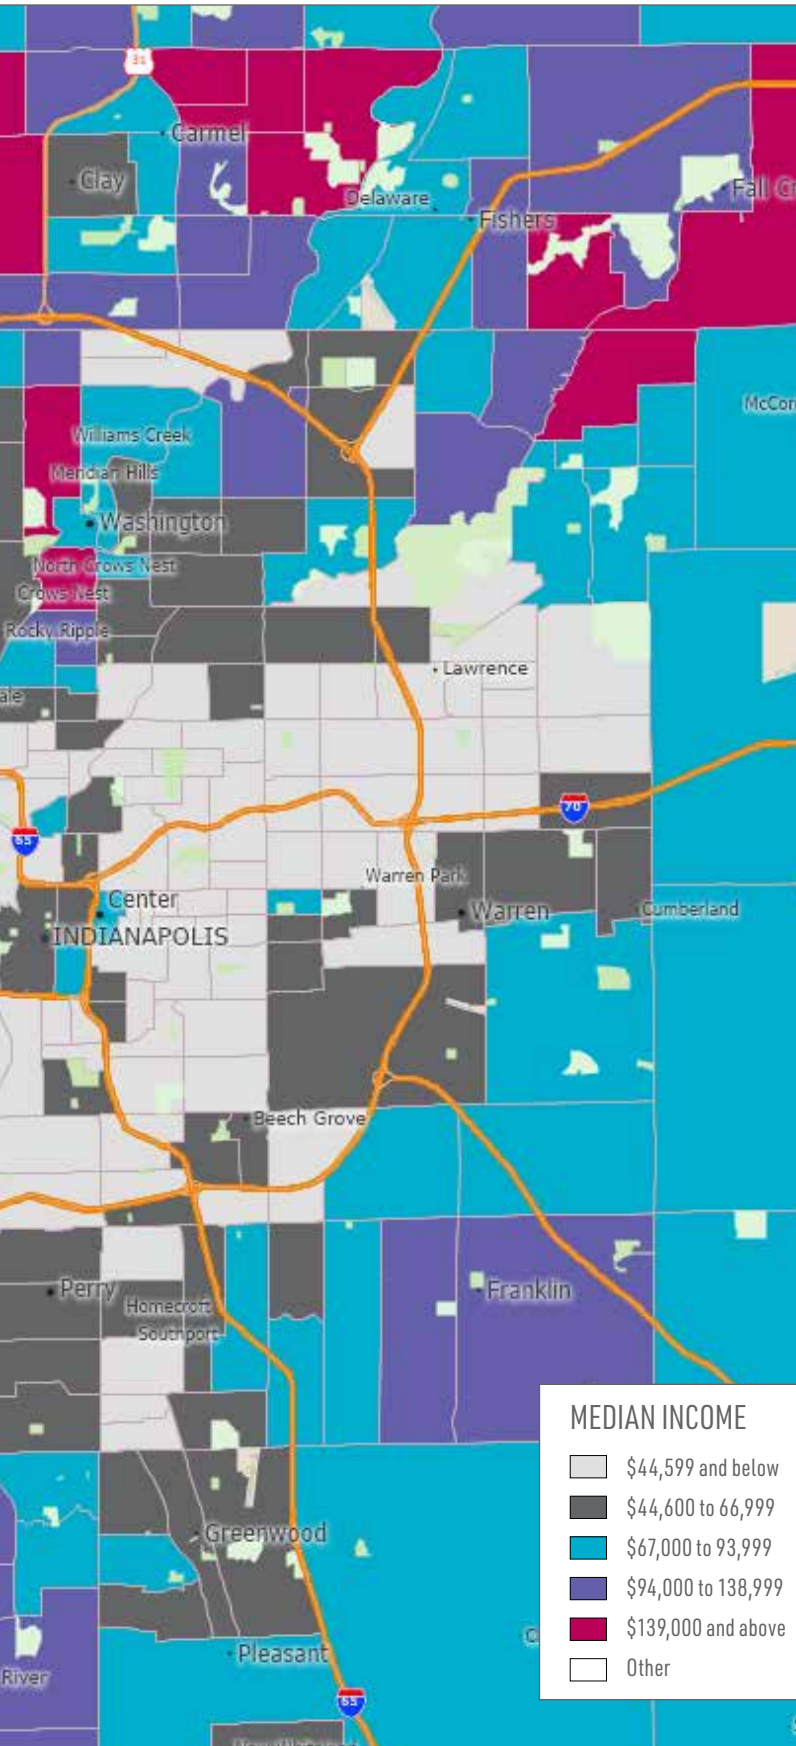 31
Carmel
Clay
Delaware
Fall Cr
Fishers
McCor
Williams Creek
Meridian Hills
Washington
North Crows Nest
Crows Nest
Rocky Ripple
Lawrence
ale
70
65
Warren Park
Center
Warren
Cumberland
INDIANAPOLIS
Beech Grove
Perry
Franklin
Homecroft
Southport
MEDIAN INCOME
$44,599 and below
$44,600 to 66,999
$67,000 to 93,999
$94,000 to 138,999
$139,000 and above
Other
Greenwood
Pleasant
River
65